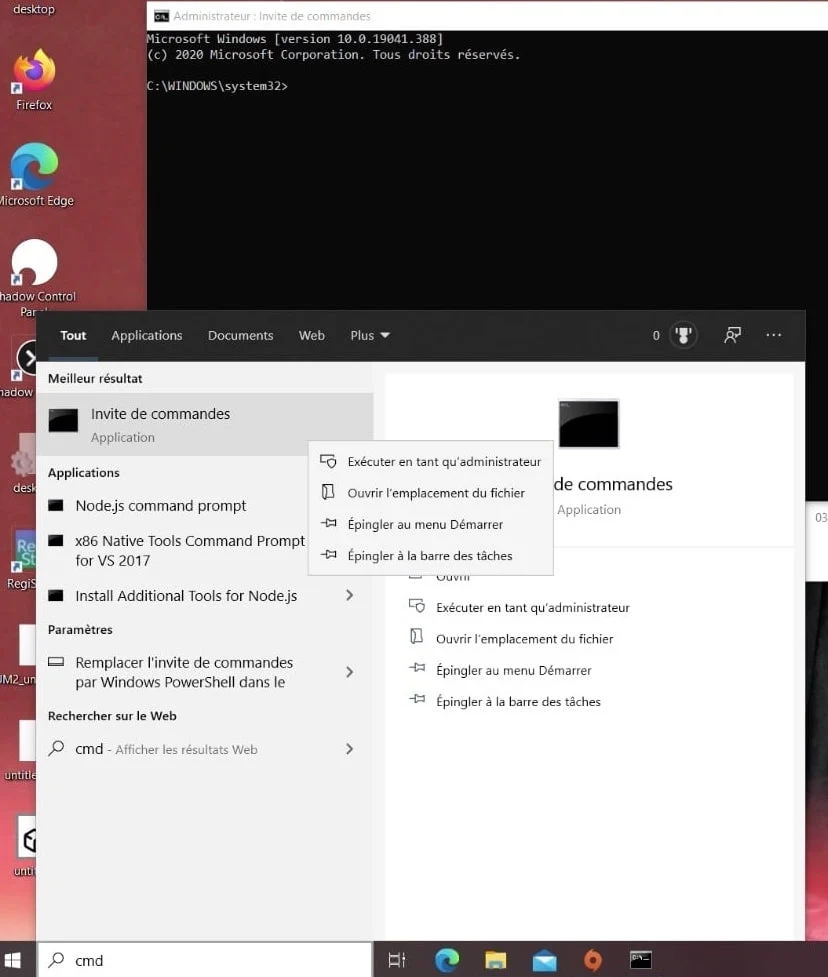 desktop
Administrateur : Invite de commandes
Microsoft Windows [version 10.0.19041.388]
(c) 2020 Microsoft Corporation. Tous droits réservés.
C:\WINDOWS\system32>
Firefox
Microsoft Edge
hadow Control
Pan
hadow
desk
RegiS
M2_un
untitle
unti
Tout Applications Documents Web Plus 0 ...
Meilleur résultat
Invite de commandes
Application
Applications
Node.js command prompt
x86 Native Tools Command Prompt
for VS 2017
Install Additional Tools for Node.js
Paramètres
Remplacer l'invite de commandes
par Windows PowerShell dans le
Rechercher sur le Web
cmd - Afficher les résultats Web
Exécuter en tant qu'administrateur
Ouvrir l'emplacement du fichier
Épingler au menu Démarrer
Épingler à la barre des tâches
de commandes
Application
Ouvrir
Exécuter en tant qu'administrateur
Ouvrir l'emplacement du fichier
Épingler au menu Démarrer
Épingler à la barre des tâches
03
cmd